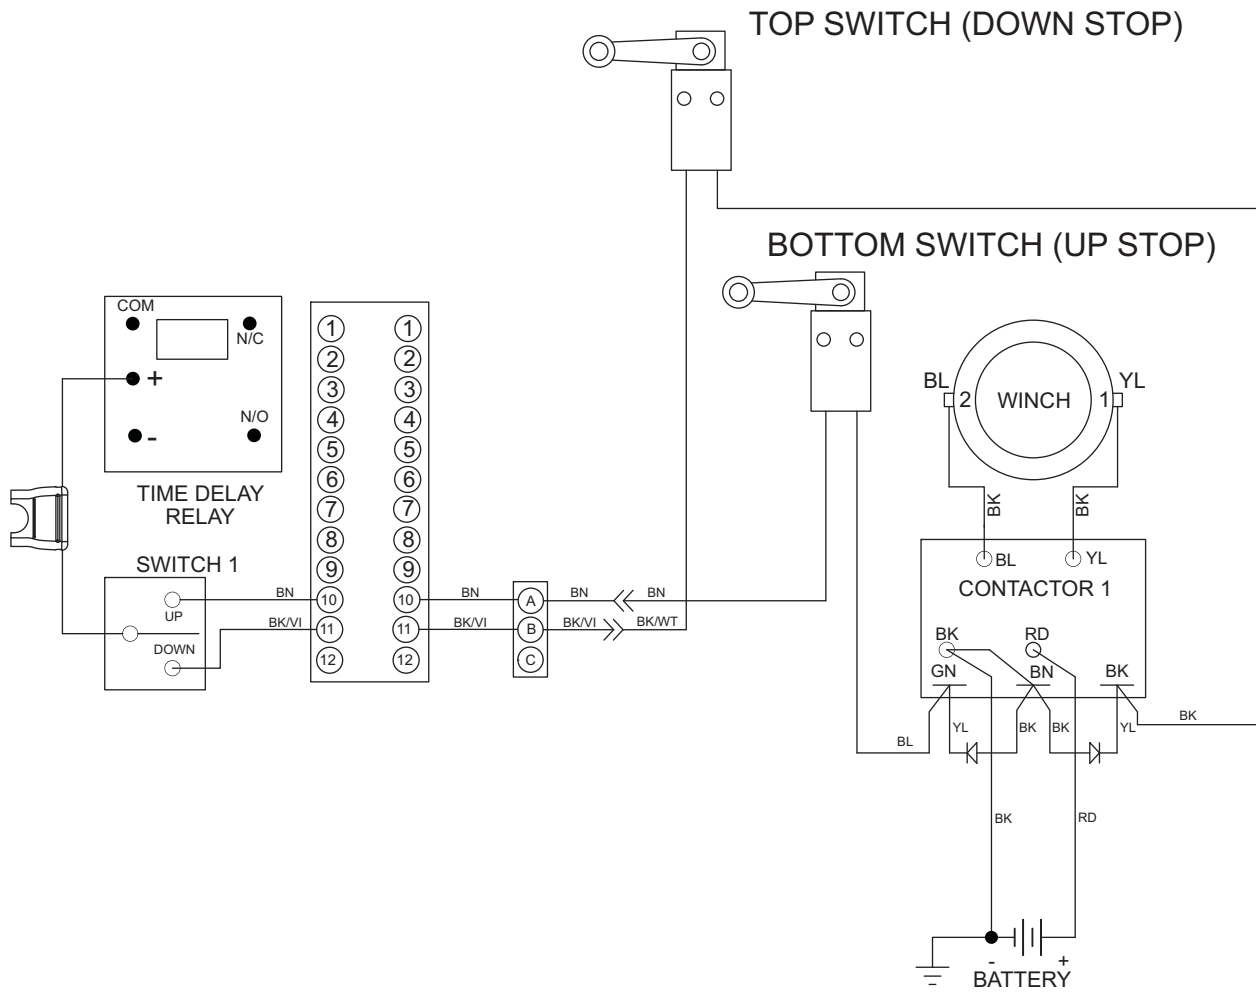 TOP SWITCH (DOWN STOP)
BOTTOM SWITCH (UP STOP)
COM
N/C
+
N/O
-
TIME DELAY
RELAY
SWITCH 1
UP
DOWN
BN
BK/VI
1 1
2 2
3 3
4 4
5 5
6 6
7 7
8 8
9 9
10 10
11 11
12 12
BN
BK/VI
A
B
C
BN BN
BK/VI BK/WT
BL YL
2 WINCH 1
BK BK
BL YL
CONTACTOR 1
BK RD
GN BN BK
YL BK BK YL
BL
BK
BK RD
- +
BATTERY